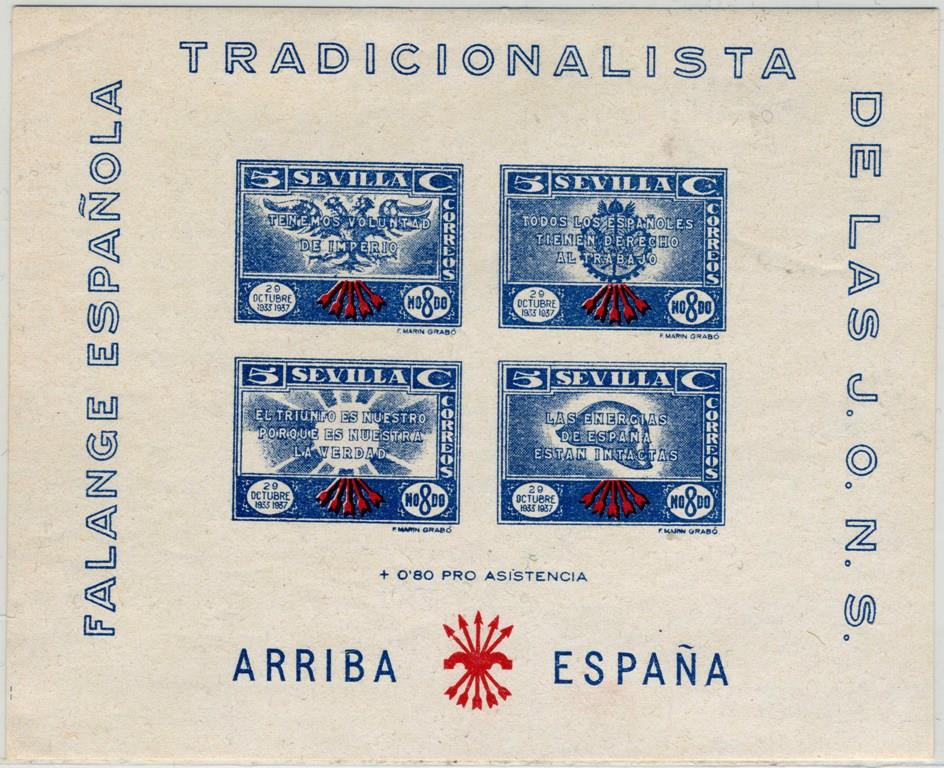 TRADICIONALISTA
FALANGE ESPAÑOLA
DE LAS J.O.N.S.
5 SEVILLA C
CORREOS
TENEMOS VOLUNTAD
DE IMPERIO
29
OCTUBRE
1933 1937
NO8DO
F. MARIN GRABÓ
5 SEVILLA C
CORREOS
TODOS LOS ESPAÑOLES
TIENEN DERECHO
AL TRABAJO
29
OCTUBRE
1933 1937
NO8DO
F. MARIN GRABÓ
5 SEVILLA C
CORREOS
EL TRIUNFO ES NUESTRO
PORQUE ES NUESTRA
LA VERDAD
29
OCTUBRE
1933 1937
NO8DO
F. MARIN GRABÓ
5 SEVILLA C
CORREOS
LAS ENERGIAS
DE ESPAÑA
ESTAN INTACTAS
29
OCTUBRE
1933 1937
NO8DO
F. MARIN GRABÓ
+ 0'80 PRO ASISTENCIA
ARRIBA ESPAÑA